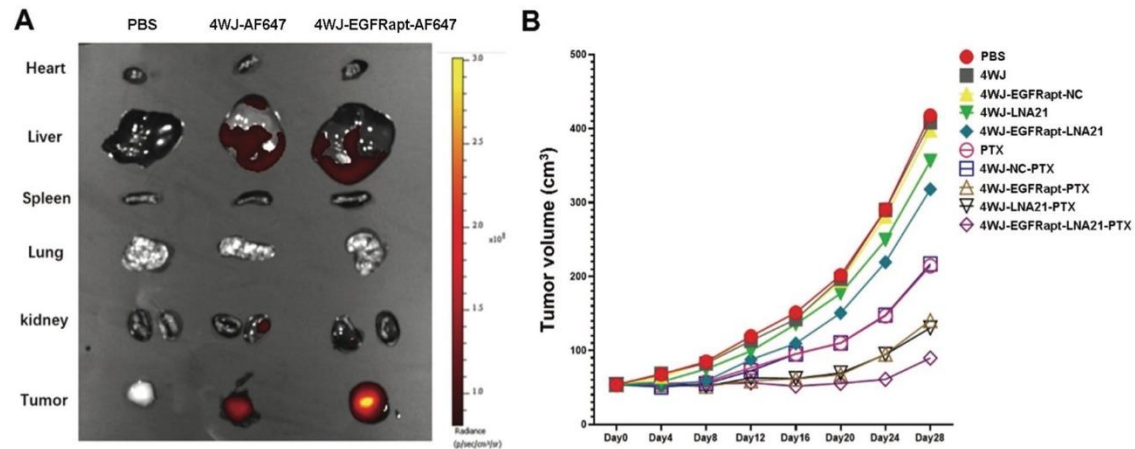 A
PBS 4WJ-AF647 4WJ-EGFRapt-AF647
Heart
Liver
Spleen
Lung
kidney
Tumor
3.0
2.0
x10⁸
1.5
1.0
Radiance
(p/sec/cm²/sr)
B
Tumor volume (cm³)
500
400
300
200
100
0
Day0 Day4 Day8 Day12 Day16 Day20 Day24 Day28
PBS
4WJ
4WJ-EGFRapt-NC
4WJ-LNA21
4WJ-EGFRapt-LNA21
PTX
4WJ-NC-PTX
4WJ-EGFRapt-PTX
4WJ-LNA21-PTX
4WJ-EGFRapt-LNA21-PTX